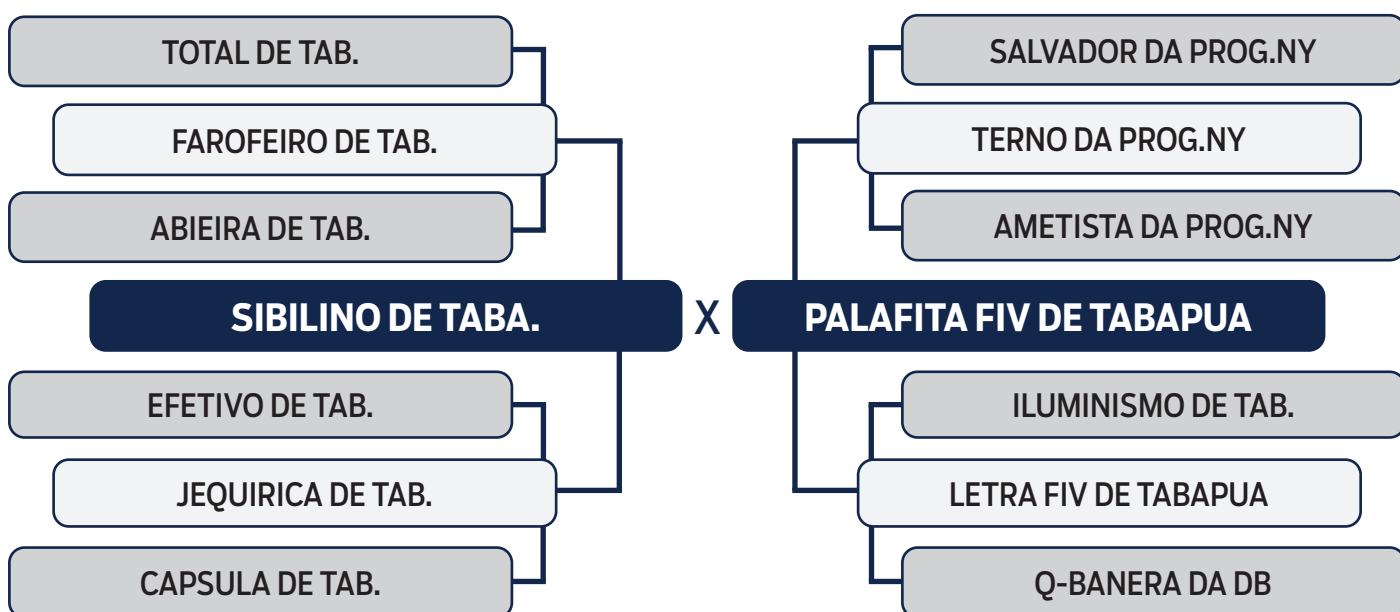 TOTAL DE TAB.
FAROFEIRO DE TAB.
ABIEIRA DE TAB.
SIBILINO DE TABA.
EFETIVO DE TAB.
JEQUIRICA DE TAB.
CAPSULA DE TAB.
X
SALVADOR DA PROG.NY
TERNO DA PROG.NY
AMETISTA DA PROG.NY
PALAFITA FIV DE TABAPUA
ILUMINISMO DE TAB.
LETRA FIV DE TABAPUA
Q-BANERA DA DB